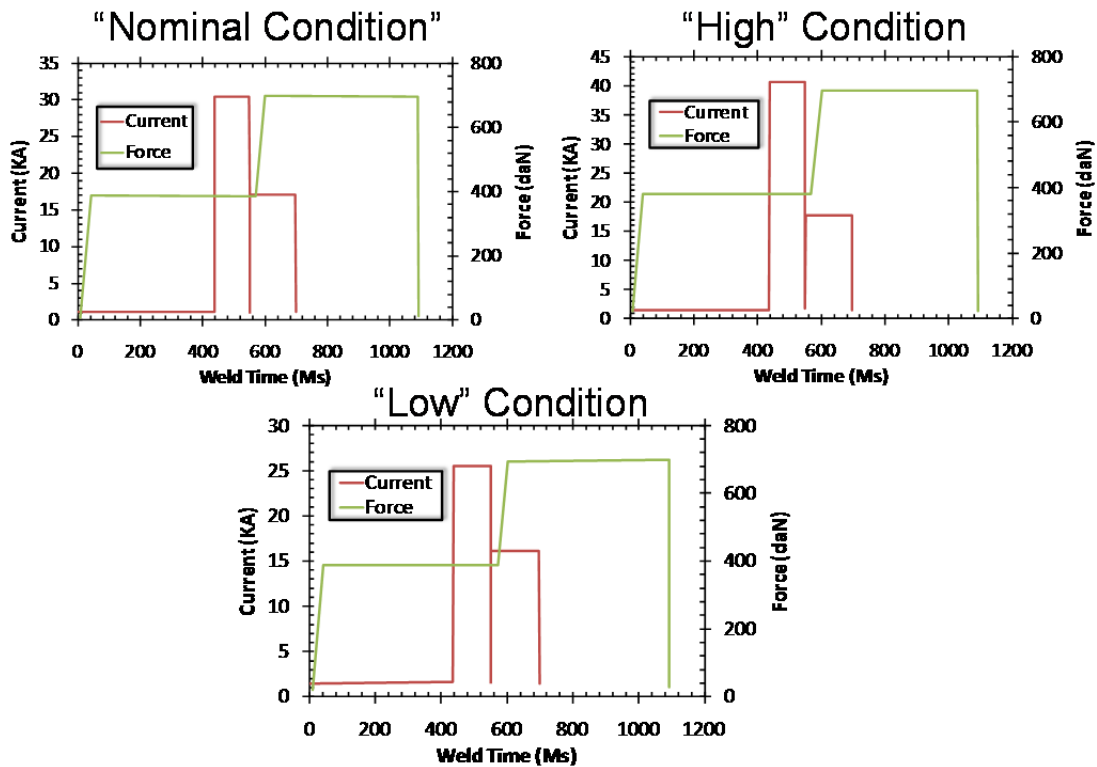 “Nominal Condition”
35
30
25
20
15
10
5
0
Current (KA)
Current
Force
800
600
400
200
0
Force (daN)
0 200 400 600 800 1000 1200
Weld Time (Ms)
“High” Condition
45
40
35
30
25
20
15
10
5
0
Current (KA)
Current
Force
800
600
400
200
0
Force (daN)
0 200 400 600 800 1000 1200
Weld Time (Ms)
“Low” Condition
30
25
20
15
10
5
0
Current (KA)
Current
Force
800
600
400
200
0
Force (daN)
0 200 400 600 800 1000 1200
Weld Time (Ms)